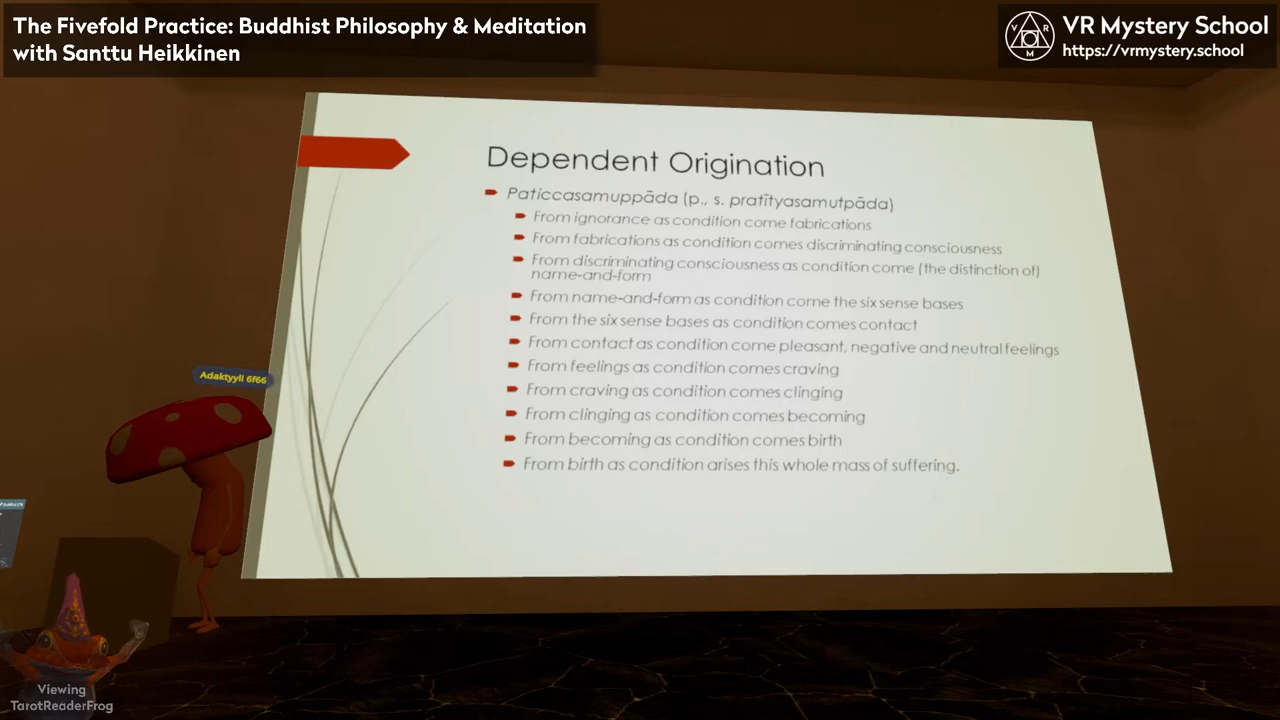 The Fivefold Practice: Buddhist Philosophy & Meditation
with Santtu Heikkinen
VR Mystery School
https://vrmystery.school
V R
M
Dependent Origination
Paticcasamuppāda (p., s. pratītyasamutpāda)
From ignorance as condition come fabrications
From fabrications as condition comes discriminating consciousness
From discriminating consciousness as condition come (the distinction of)
name-and-form
From name-and-form as condition come the six sense bases
From the six sense bases as condition comes contact
From contact as condition come pleasant, negative and neutral feelings
From feelings as condition comes craving
From craving as condition comes clinging
From clinging as condition comes becoming
From becoming as condition comes birth
From birth as condition arises this whole mass of suffering.
Adaktyyli 6f66
Viewing
TarotReaderFrog